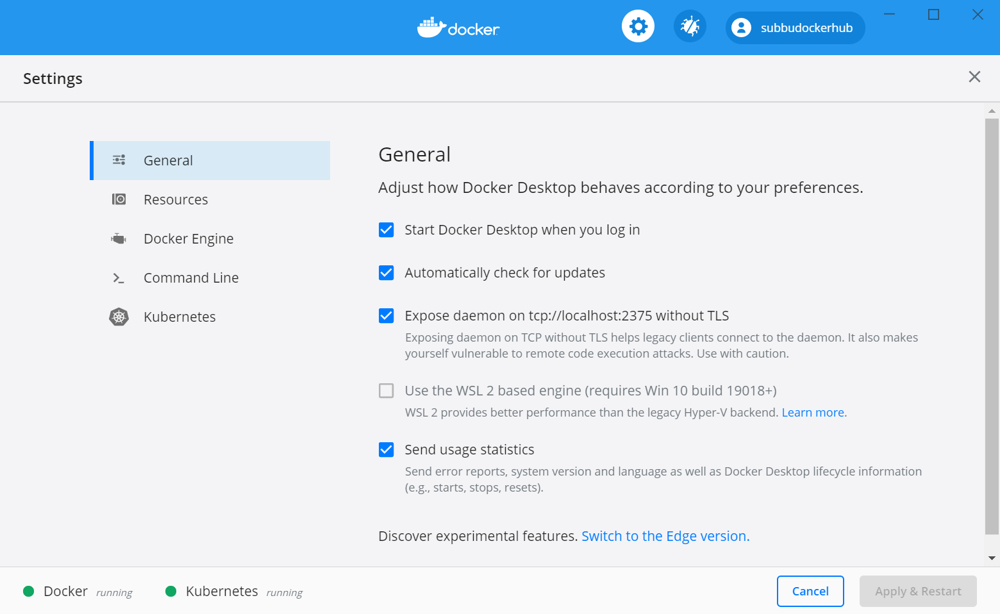 docker
subbudockerhub
Settings
General
Resources
Docker Engine
Command Line
Kubernetes
General
Adjust how Docker Desktop behaves according to your preferences.
Start Docker Desktop when you log in
Automatically check for updates
Expose daemon on tcp://localhost:2375 without TLS
Exposing daemon on TCP without TLS helps legacy clients connect to the daemon. It also makes
yourself vulnerable to remote code execution attacks. Use with caution.
Use the WSL 2 based engine (requires Win 10 build 19018+)
WSL 2 provides better performance than the legacy Hyper-V backend. Learn more.
Send usage statistics
Send error reports, system version and language as well as Docker Desktop lifecycle information
(e.g., starts, stops, resets).
Discover experimental features. Switch to the Edge version.
Docker running
Kubernetes running
Cancel
Apply & Restart